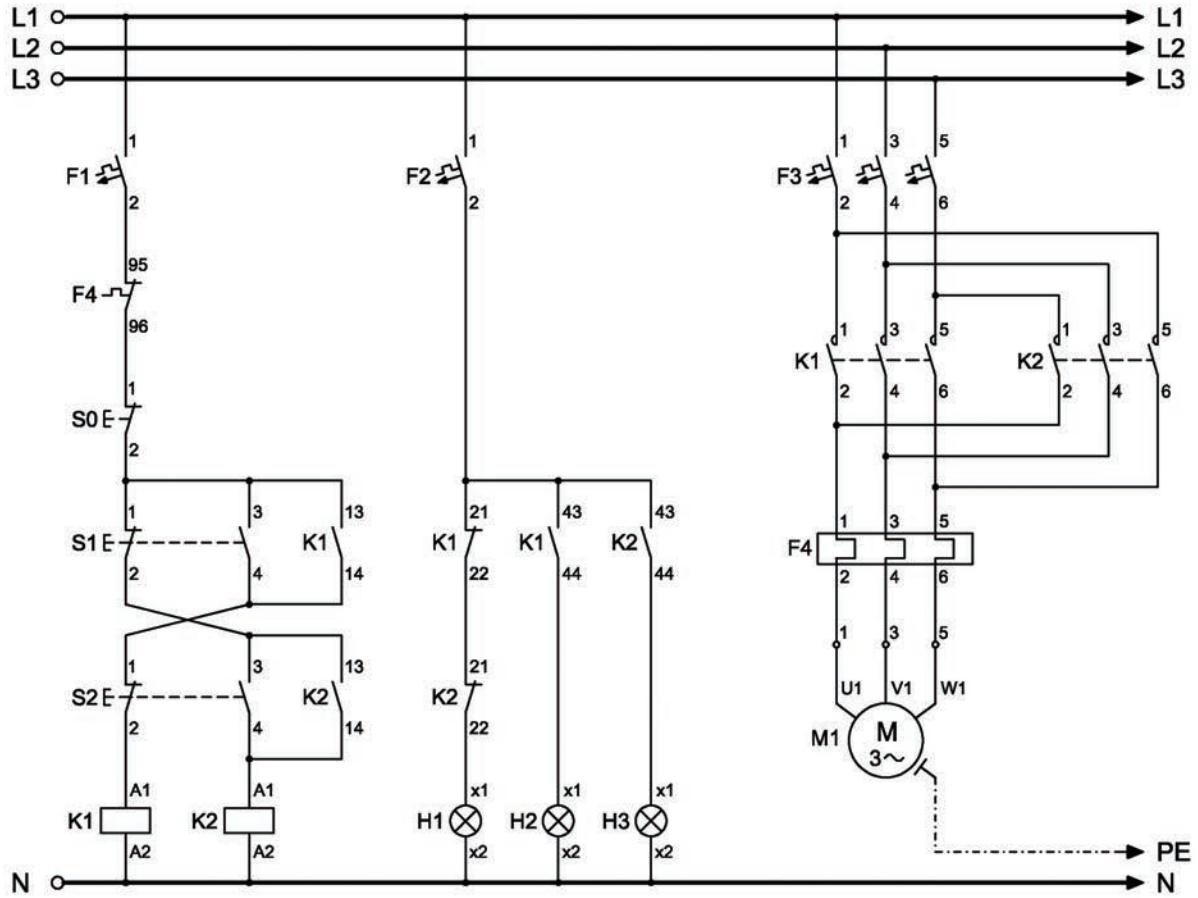 L1 L1
L2 L2
L3 L3
1 1 1 3 5
F1 F2 F3
2 2 2 4 6
95
F4
96
1 3 5 1 3 5
K1 K2
2 4 6 2 4 6
1
S0
2
1 3 13 21 43 43 1 3 5
S1 K1 K1 K1 K2 F4
2 4 14 22 44 44 2 4 6
1 3 5
1 3 13 21
U1 V1 W1
S2 K2 K2
2 4 14 22
M1 M
3~
A1 A1 x1 x1 x1
K1 K2 H1 H2 H3
A2 A2 x2 x2 x2
PE
N N